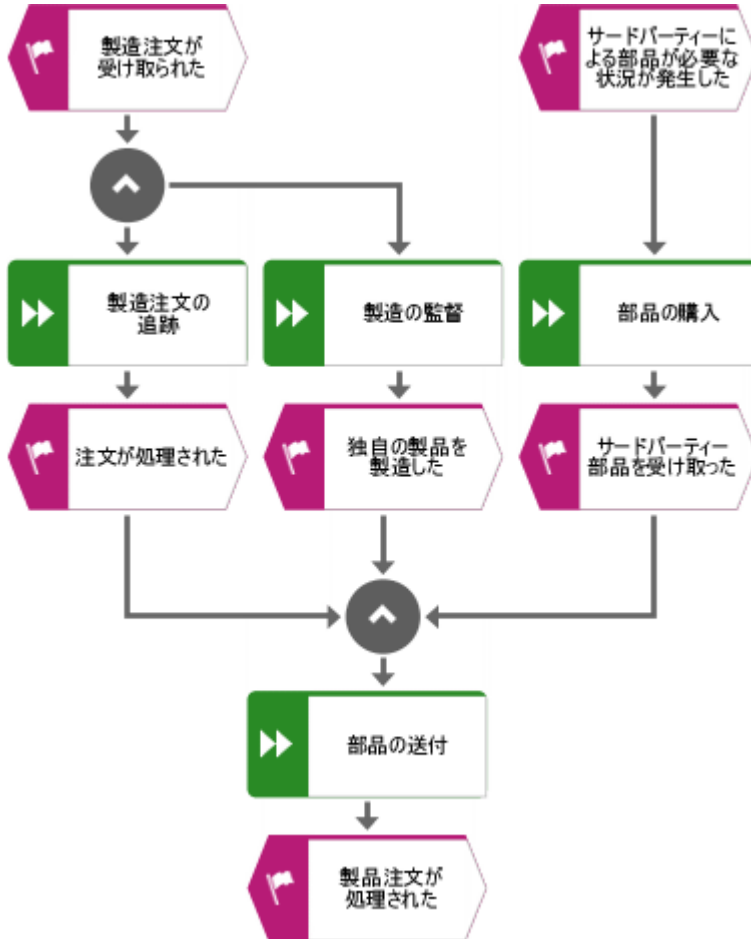 製造注文が
受け取られた
サードパーティーに
よる部品が必要な
状況が発生した
製造注文の
追跡
製造の監督
部品の購入
注文が処理された
独自の製品を
製造した
サードパーティー
部品を受け取った
部品の送付
製品注文が
処理された